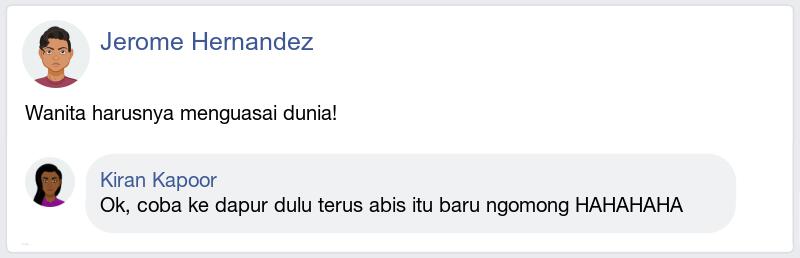 Jerome Hernandez
Wanita harusnya menguasai dunia!
Kiran Kapoor
Ok, coba ke dapur dulu terus abis itu baru ngomong HAHAHAHA